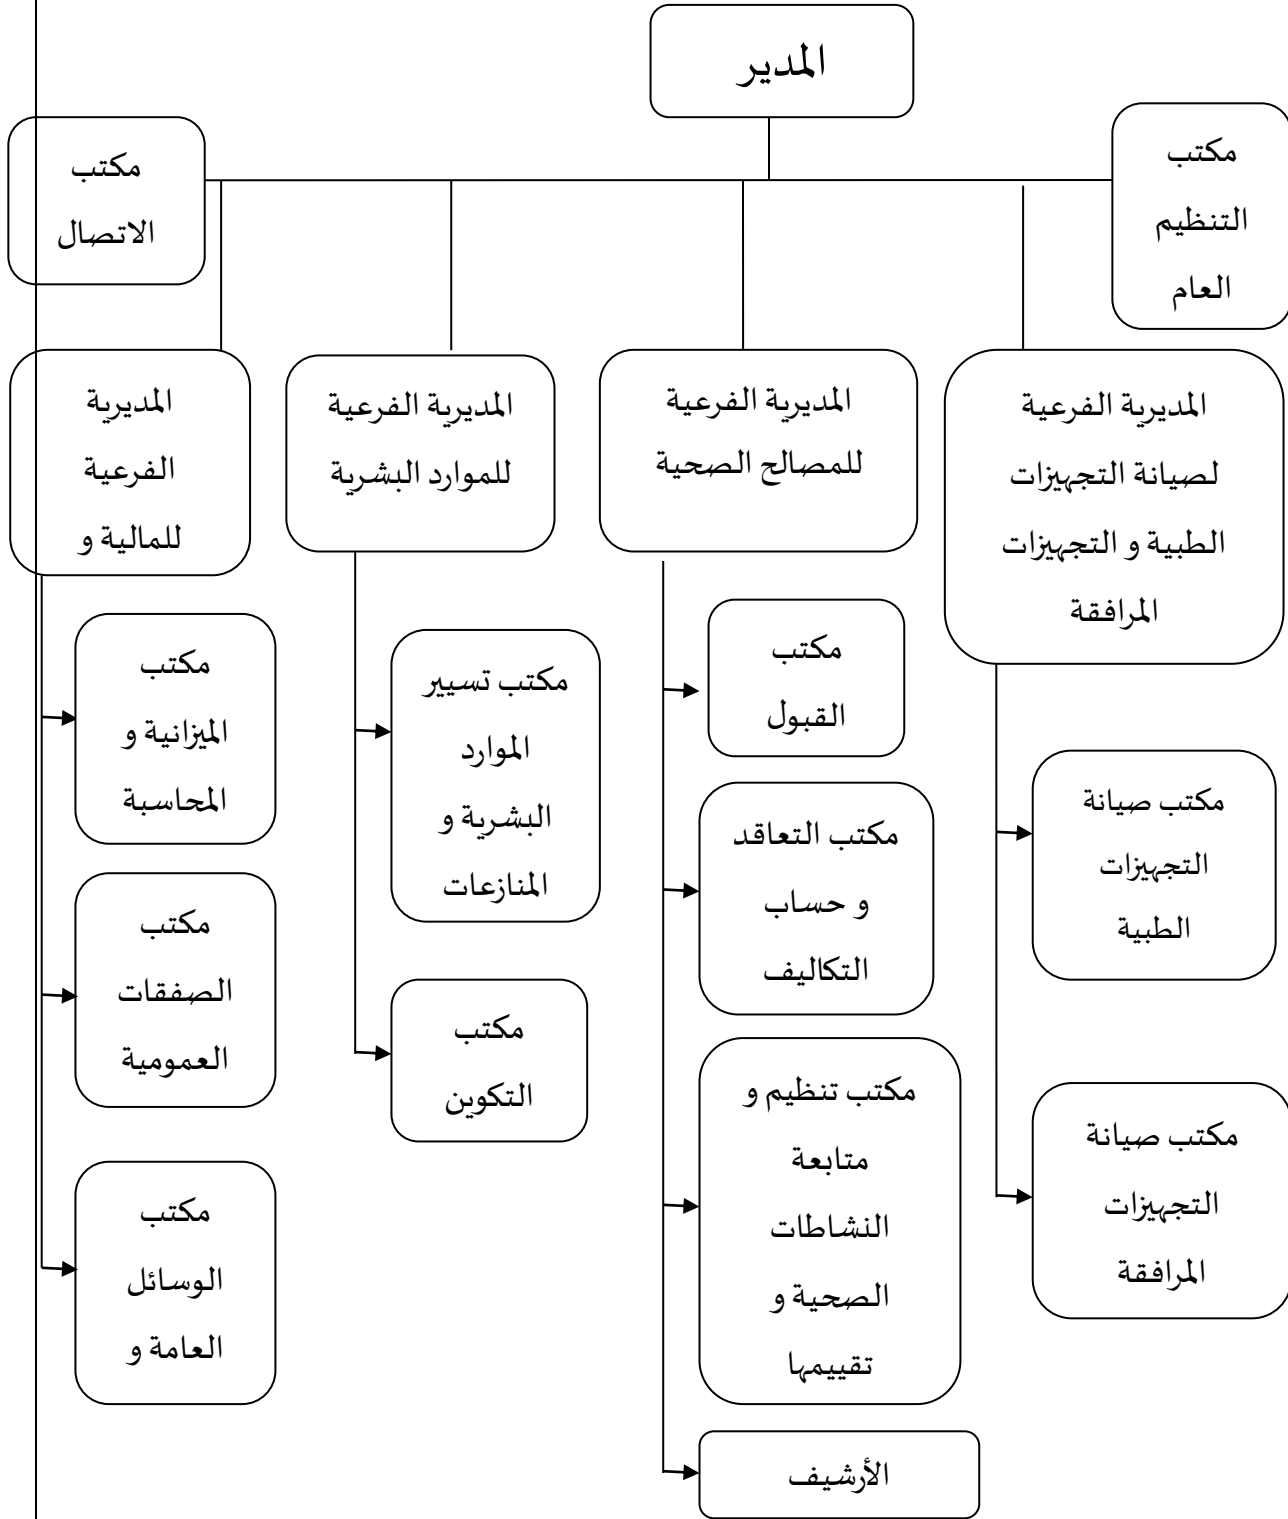 المدير
مكتب
التنظيم
العام
مكتب
الاتصال
المديرية الفرعية
لصيانة التجهيزات
الطبية و التجهيزات
المرافقة
المديرية الفرعية
للمصالح الصحية
المديرية الفرعية
للموارد البشرية
المديرية
الفرعية
للمالية و
مكتب صيانة
التجهيزات
الطبية
مكتب صيانة
التجهيزات
المرافقة
مكتب
القبول
مكتب التعاقد
و حساب
التكاليف
مكتب تنظيم و
متابعة
النشاطات
الصحية و
تقييمها
الأرشيف
مكتب تسيير
الموارد
البشرية و
المنازعات
مكتب
التكوين
مكتب
الميزانية و
المحاسبة
مكتب
الصفقات
العمومية
مكتب
الوسائل
العامة و